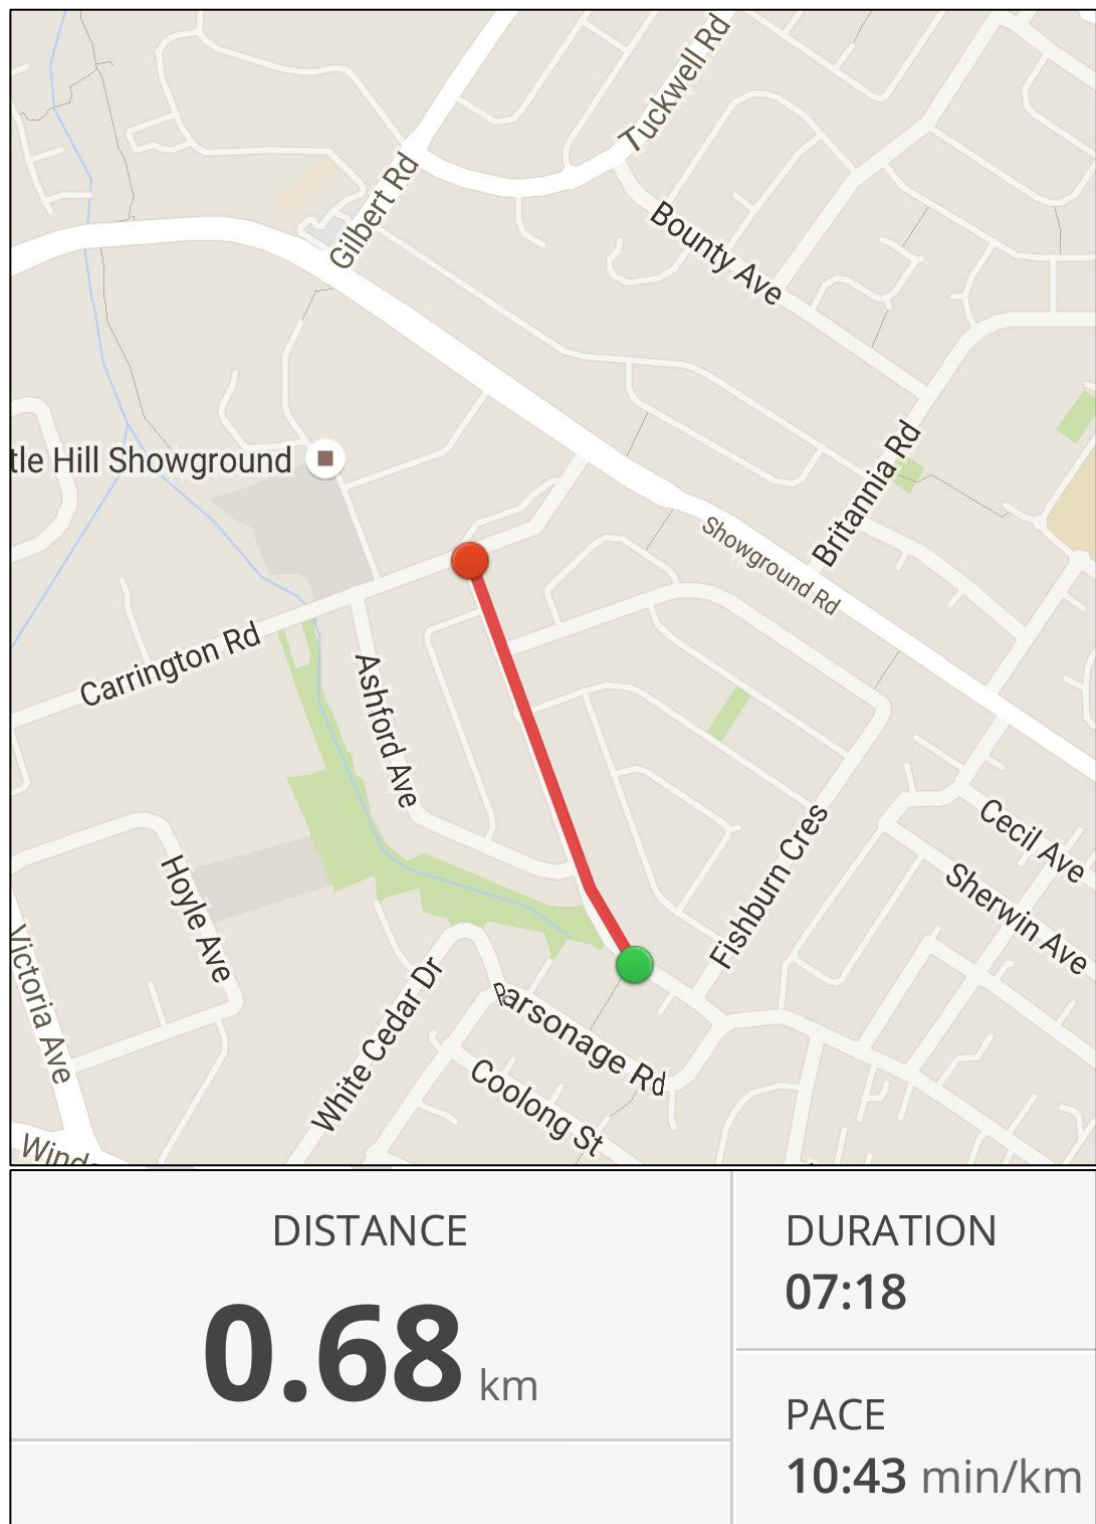 Tuckwell Rd
Gilbert Rd
Bounty Ave
tle Hill Showground
Britannia Rd
Showground Rd
Carrington Rd
Ashford Ave
Hoyle Ave
Fishburn Cres
Cecil Ave
Sherwin Ave
Victoria Ave
White Cedar Dr
Parsonage Rd
Coolong St
Wind
DISTANCE
0.68 km
DURATION
07:18
PACE
10:43 min/km